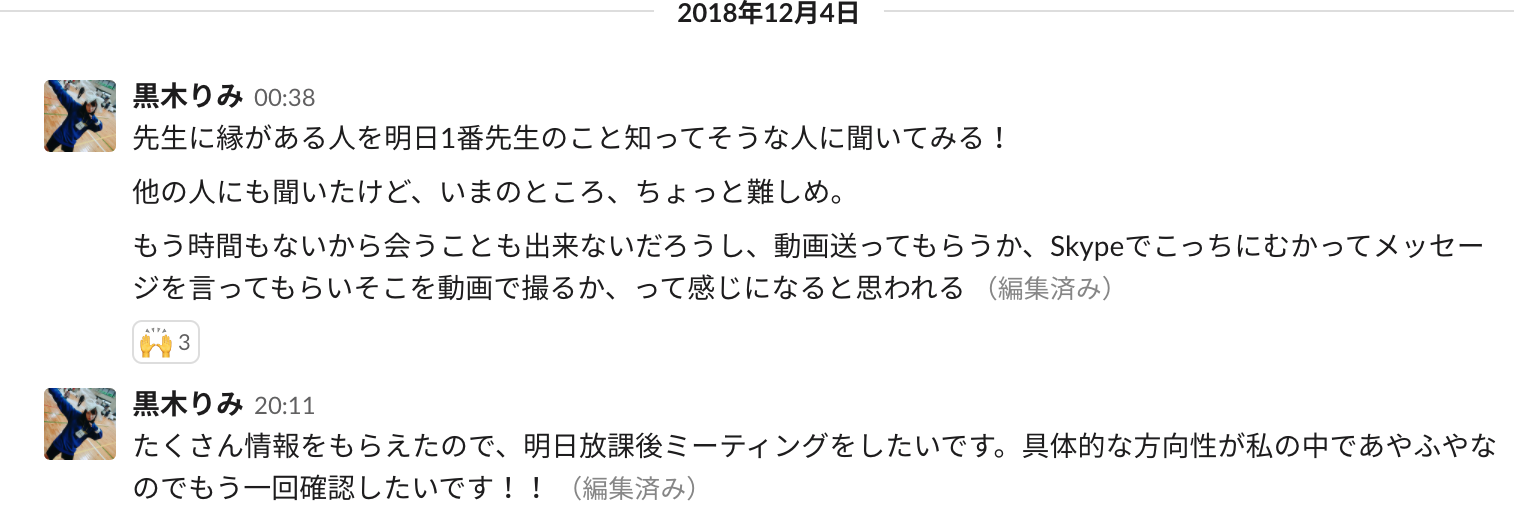 2018年12月4日
黒木りみ 00:38
先生に縁がある人を明日1番先生のこと知ってそうな人に聞いてみる！
他の人にも聞いたけど、いまのところ、ちょっと難しめ。
もう時間もないから会うことも出来ないだろうし、動画送ってもらうか、Skypeでこっちにむかってメッセー
ジを言ってもらいそこを動画で撮るか、って感じになると思われる （編集済み）
3
黒木りみ 20:11
たくさん情報をもらえたので、明日放課後ミーティングをしたいです。具体的な方向性が私の中であやふやな
のでもう一回確認したいです！！ （編集済み）